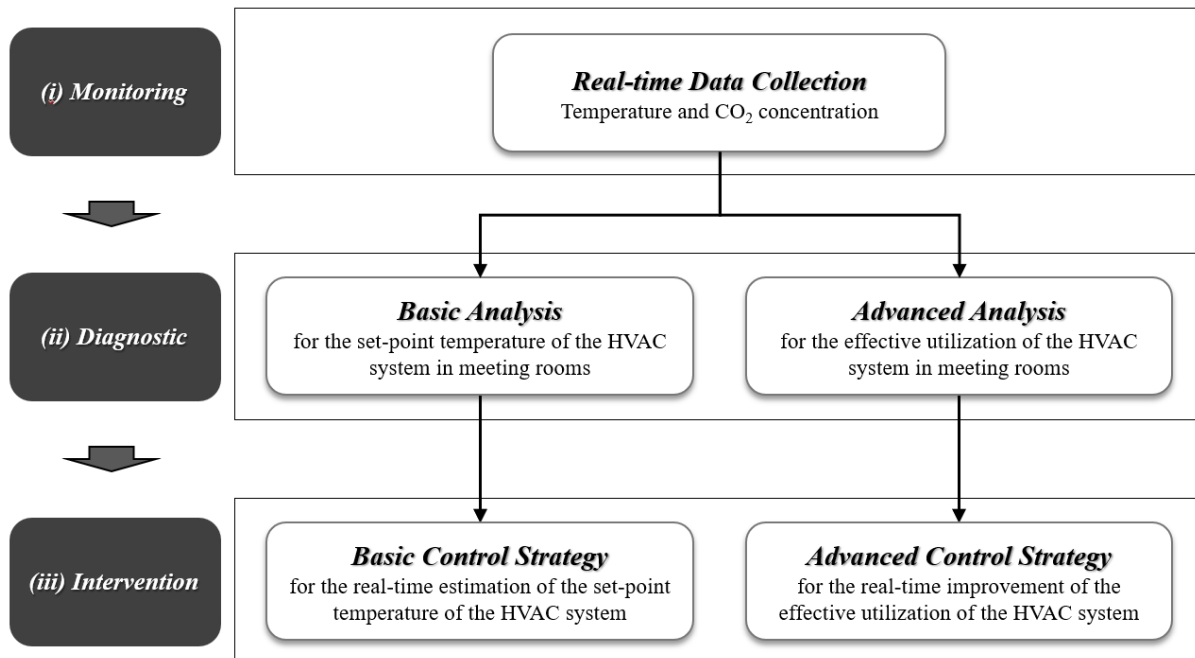 (i) Monitoring
Real-time Data Collection
Temperature and CO₂ concentration
(ii) Diagnostic
Basic Analysis
for the set-point temperature of the HVAC
system in meeting rooms
Advanced Analysis
for the effective utilization of the HVAC
system in meeting rooms
(iii) Intervention
Basic Control Strategy
for the real-time estimation of the set-point
temperature of the HVAC system
Advanced Control Strategy
for the real-time improvement of the
effective utilization of the HVAC system